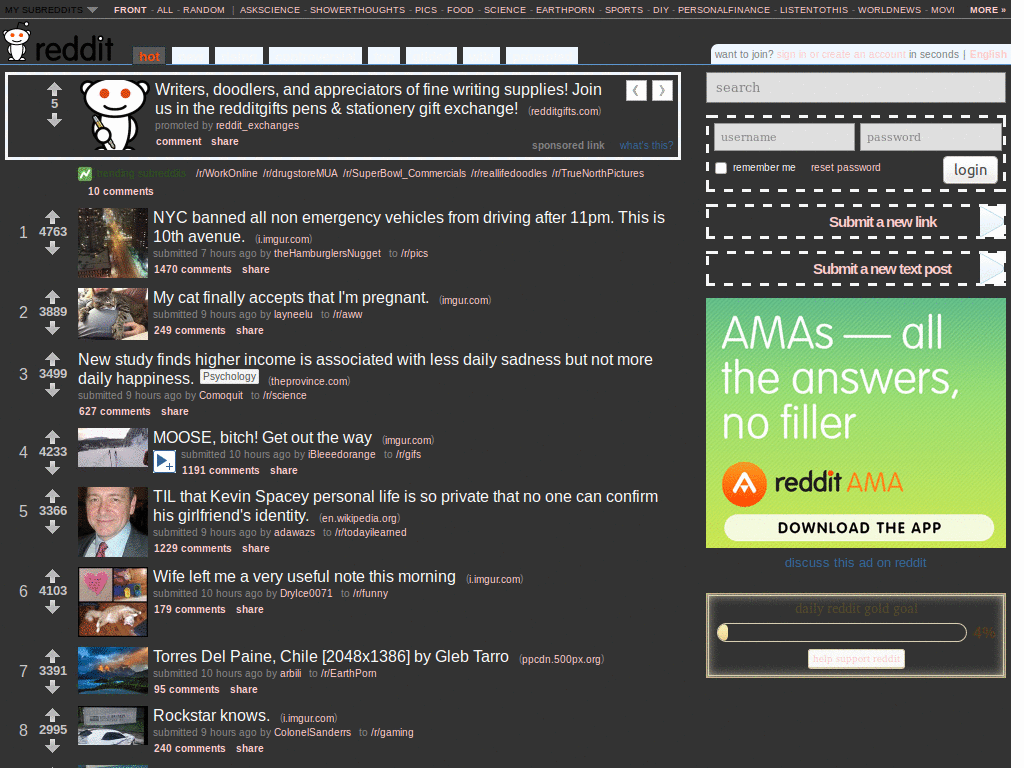 MY SUBREDDITS FRONT - ALL - RANDOM | ASKSCIENCE - SHOWERTHOUGHTS - PICS - FOOD - SCIENCE - EARTHPORN - SPORTS - DIY - PERSONALFINANCE - LISTENTOTHIS - WORLDNEWS - MOVI MORE »
reddit hot
want to join? sign in or create an account in seconds | English
5
Writers, doodlers, and appreciators of fine writing supplies! Join
us in the redditgifts pens & stationery gift exchange! (redditgifts.com)
promoted by reddit_exchanges
comment share
sponsored link what's this?
trending subreddits /r/WorkOnline /r/drugstoreMUA /r/SuperBowl_Commercials /r/reallifedoodles /r/TrueNorthPictures
10 comments
1 4763
NYC banned all non emergency vehicles from driving after 11pm. This is
10th avenue. (i.imgur.com)
submitted 7 hours ago by theHamburglersNugget to /r/pics
1470 comments share
2 3889
My cat finally accepts that I'm pregnant. (imgur.com)
submitted 9 hours ago by layneelu to /r/aww
249 comments share
3 3499
New study finds higher income is associated with less daily sadness but not more
daily happiness. Psychology (theprovince.com)
submitted 9 hours ago by Comoquit to /r/science
627 comments share
4 4233
MOOSE, bitch! Get out the way (imgur.com)
submitted 10 hours ago by iBleeedorange to /r/gifs
1191 comments share
5 3366
TIL that Kevin Spacey personal life is so private that no one can confirm
his girlfriend's identity. (en.wikipedia.org)
submitted 9 hours ago by adawazs to /r/todayilearned
1229 comments share
6 4103
Wife left me a very useful note this morning (i.imgur.com)
submitted 10 hours ago by DryIce0071 to /r/funny
179 comments share
7 3391
Torres Del Paine, Chile [2048x1386] by Gleb Tarro (ppcdn.500px.org)
submitted 10 hours ago by arbili to /r/EarthPorn
95 comments share
8 2995
Rockstar knows. (i.imgur.com)
submitted 9 hours ago by ColonelSanderrs to /r/gaming
240 comments share
search
username password
remember me reset password login
Submit a new link
Submit a new text post
AMAs — all
the answers,
no filler
reddit AMA
DOWNLOAD THE APP
discuss this ad on reddit
daily reddit gold goal
4%
help support reddit